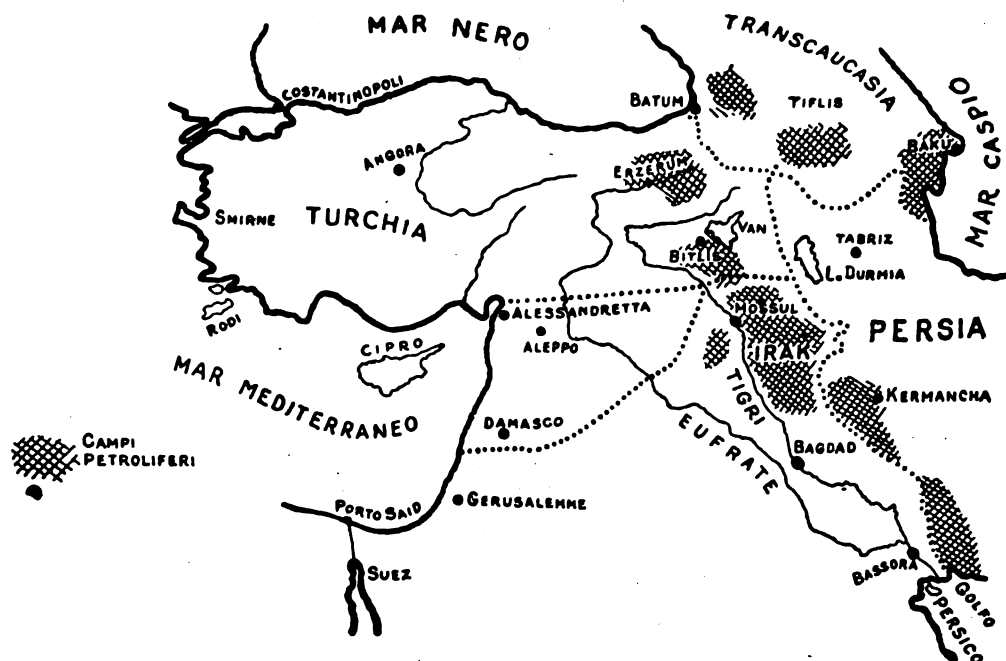 MAR NERO
TRANSCAUCASIA
COSTANTINOPOLI
BATUM
TIFLIS
MAR CASPIO
BAKU
ANGORA
ERZERUM
SMIRNE
TURCHIA
VAN
BITLIS
TABRIZ
L. DURMIA
RODI
ALESSANDRETTA
MOSSUL
PERSIA
CIPRO
ALEPPO
IRAK
MAR MEDITERRANEO
TIGRI
KERMANCHA
DAMASCO
EUFRATE
CAMPI
PETROLIFERI
BAGDAD
PORTO SAID
GERUSALEMME
SUEZ
BASSORA
GOLFO
PERSICO